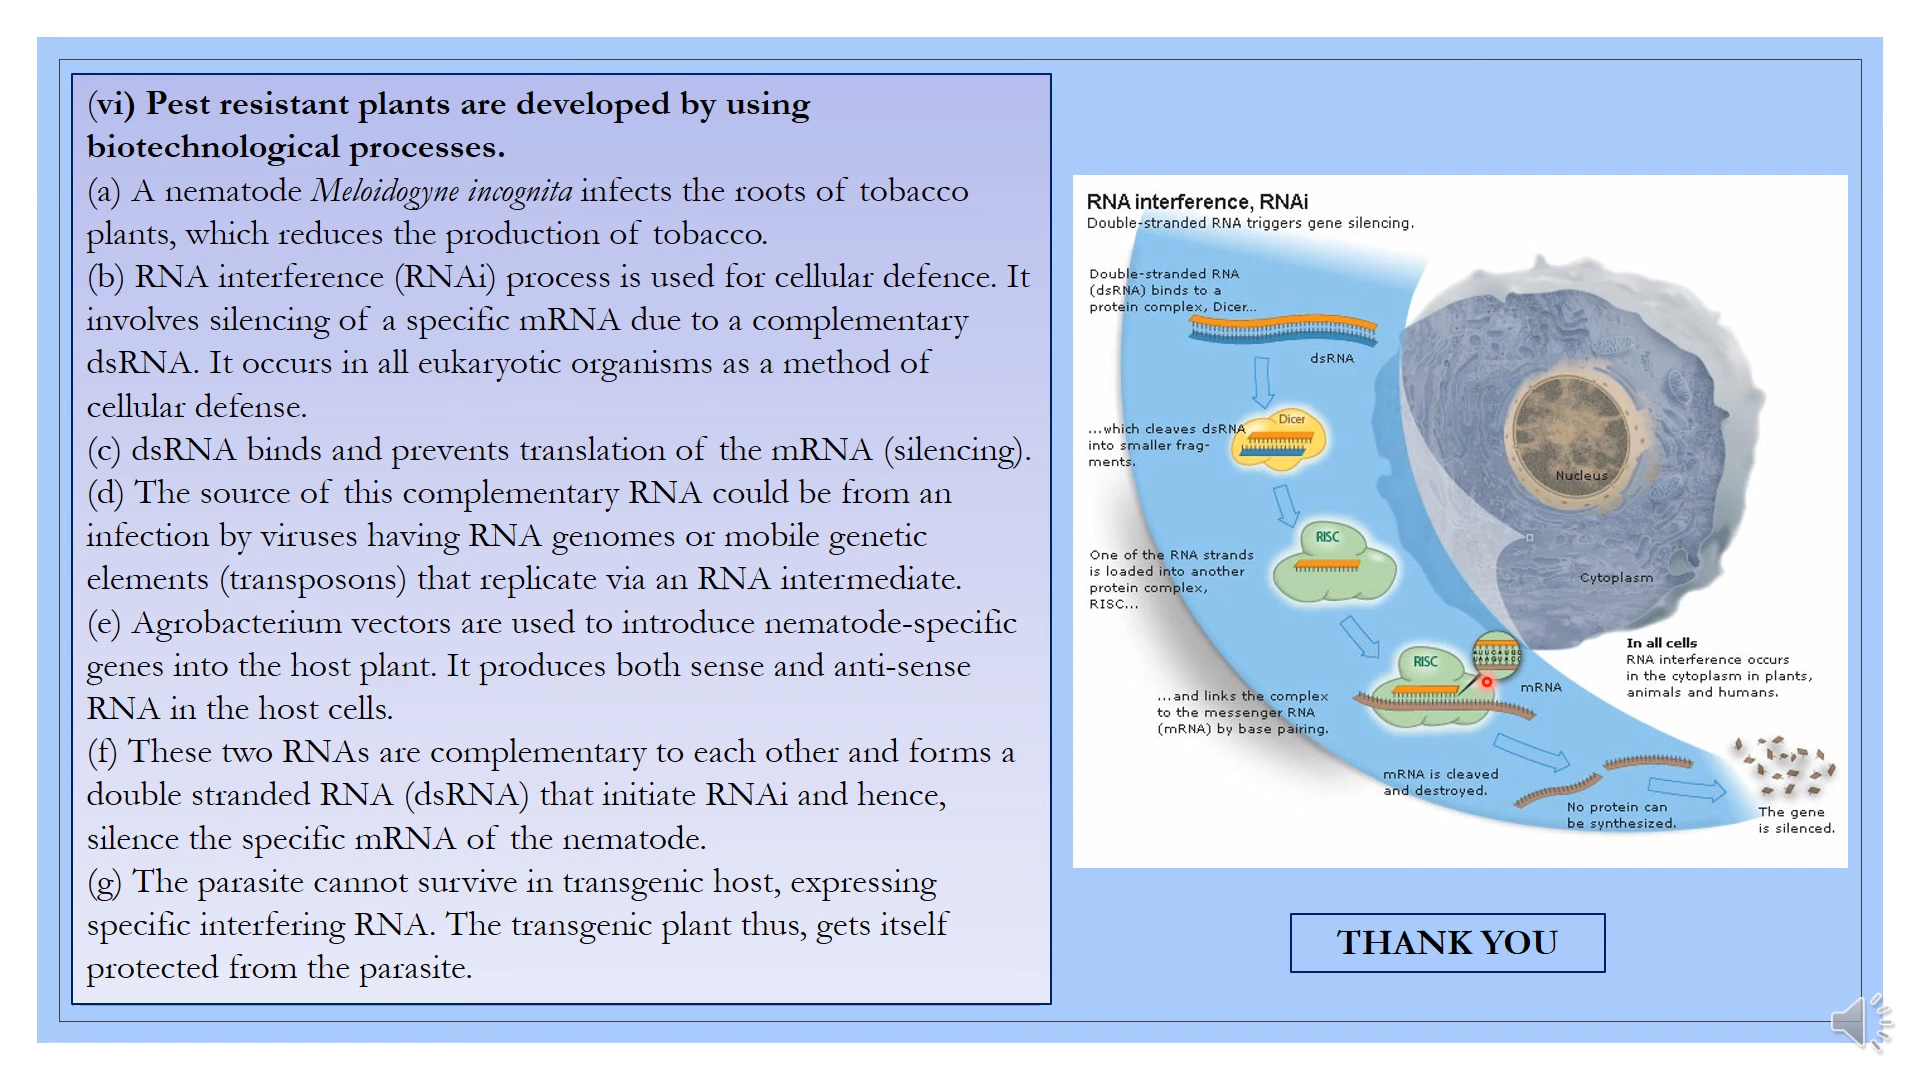 (vi) Pest resistant plants are developed by using
biotechnological processes.
(a) A nematode Meloidogyne incognita infects the roots of tobacco
plants, which reduces the production of tobacco.
(b) RNA interference (RNAi) process is used for cellular defence. It
involves silencing of a specific mRNA due to a complementary
dsRNA. It occurs in all eukaryotic organisms as a method of
cellular defense.
(c) dsRNA binds and prevents translation of the mRNA (silencing).
(d) The source of this complementary RNA could be from an
infection by viruses having RNA genomes or mobile genetic
elements (transposons) that replicate via an RNA intermediate.
(e) Agrobacterium vectors are used to introduce nematode-specific
genes into the host plant. It produces both sense and anti-sense
RNA in the host cells.
(f) These two RNAs are complementary to each other and forms a
double stranded RNA (dsRNA) that initiate RNAi and hence,
silence the specific mRNA of the nematode.
(g) The parasite cannot survive in transgenic host, expressing
specific interfering RNA. The transgenic plant thus, gets itself
protected from the parasite.
RNA interference, RNAi
Double-stranded RNA triggers gene silencing.
Double-stranded RNA
(dsRNA) binds to a
protein complex, Dicer...
dsRNA
Dicer
...which cleaves dsRNA
into smaller frag-
ments.
Nucleus
RISC
One of the RNA strands
is loaded into another
protein complex,
RISC...
Cytoplasm
In all cells
RNA interference occurs
in the cytoplasm in plants,
animals and humans.
RISC
mRNA
...and links the complex
to the messenger RNA
(mRNA) by base pairing.
mRNA is cleaved
and destroyed.
No protein can
be synthesized.
The gene
is silenced.
THANK YOU